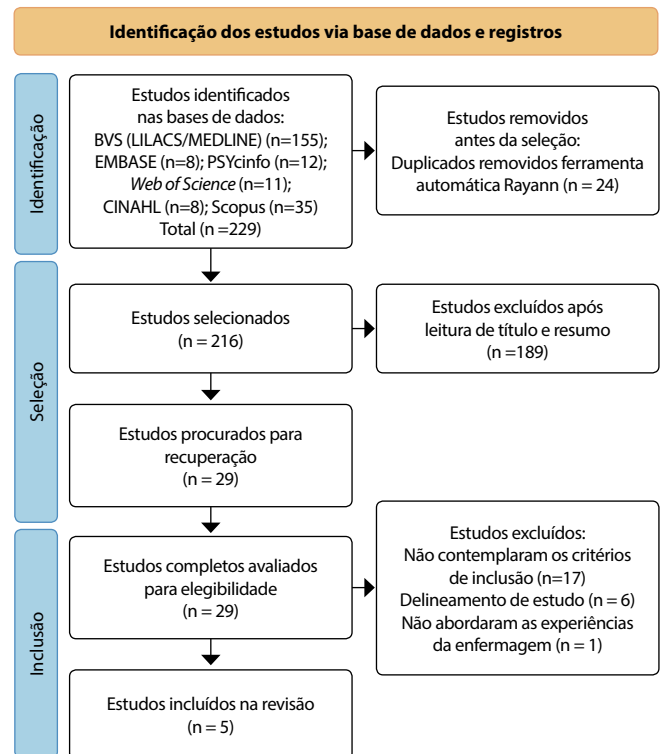 Identificação dos estudos via base de dados e registros
Identificação
Estudos identificados
nas bases de dados:
BVS (LILACS/MEDLINE) (n=155);
EMBASE (n=8); PSYcinfo (n=12);
Web of Science (n=11);
CINAHL (n=8); Scopus (n=35)
Total (n =229)
Estudos removidos
antes da seleção:
Duplicados removidos ferramenta
automática Rayann (n = 24)
Seleção
Estudos selecionados
(n = 216)
Estudos excluídos após
leitura de título e resumo
(n =189)
Estudos procurados para
recuperação
(n = 29)
Inclusão
Estudos completos avaliados
para elegibilidade
(n = 29)
Estudos excluídos:
Não contemplaram os critérios
de inclusão (n=17)
Delineamento de estudo (n = 6)
Não abordaram as experiências
da enfermagem (n = 1)
Estudos incluídos na revisão
(n = 5)